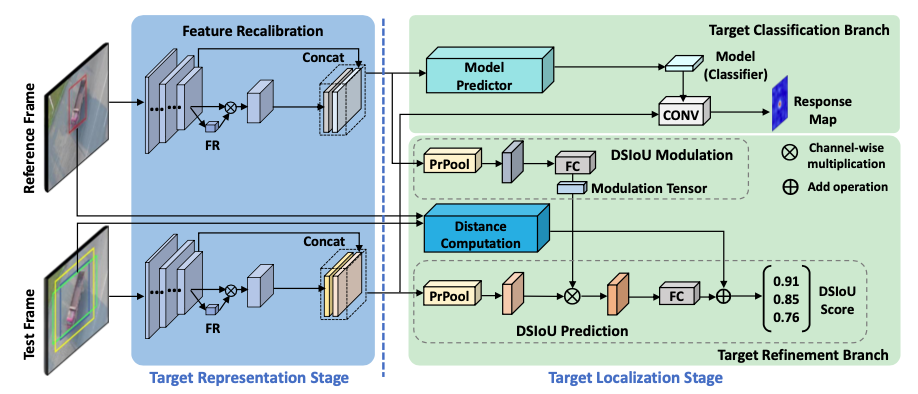 Reference Frame
Feature Recalibration
Concat
FR
Target Classification Branch
Model
Predictor
Model
(Classifier)
CONV
Response
Map
PrPool
FC
DSIoU Modulation
Modulation Tensor
Channel-wise
multiplication
Add operation
Distance
Computation
Test Frame
Concat
FR
PrPool
FC
DSIoU Prediction
0.91
0.85
0.76
DSIoU
Score
Target Refinement Branch
Target Representation Stage
Target Localization Stage